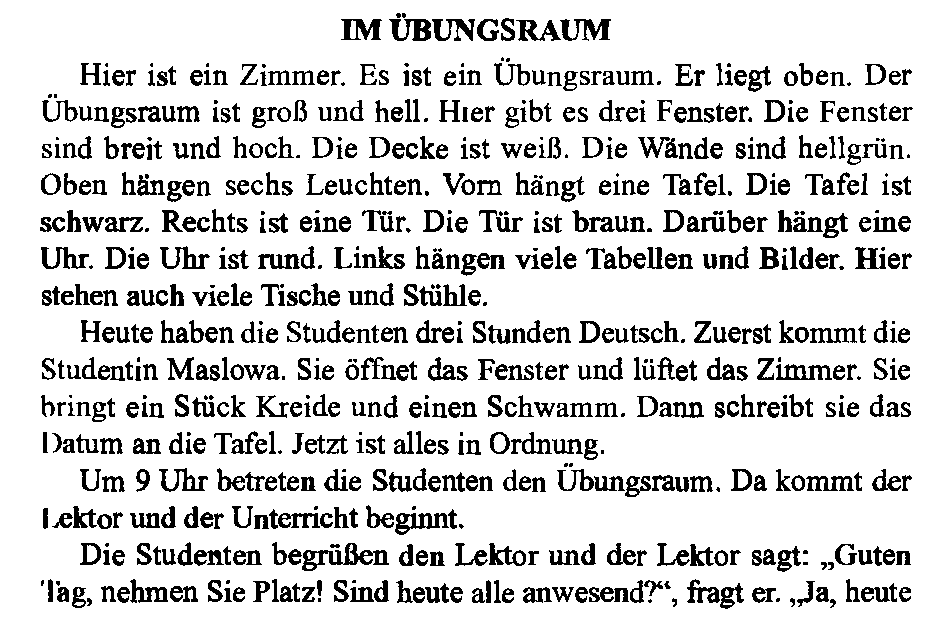 IM ÜBUNGSRAUM
Hier ist ein Zimmer. Es ist ein Übungsraum. Er liegt oben. Der
Übungsraum ist groß und hell. Hier gibt es drei Fenster. Die Fenster
sind breit und hoch. Die Decke ist weiß. Die Wände sind hellgrün.
Oben hängen sechs Leuchten. Vorn hängt eine Tafel. Die Tafel ist
schwarz. Rechts ist eine Tür. Die Tür ist braun. Darüber hängt eine
Uhr. Die Uhr ist rund. Links hängen viele Tabellen und Bilder. Hier
stehen auch viele Tische und Stühle.
Heute haben die Studenten drei Stunden Deutsch. Zuerst kommt die
Studentin Maslowa. Sie öffnet das Fenster und lüftet das Zimmer. Sie
bringt ein Stück Kreide und einen Schwamm. Dann schreibt sie das
Datum an die Tafel. Jetzt ist alles in Ordnung.
Um 9 Uhr betreten die Studenten den Übungsraum. Da kommt der
Lektor und der Unterricht beginnt.
Die Studenten begrüßen den Lektor und der Lektor sagt: „Guten
Tag, nehmen Sie Platz! Sind heute alle anwesend?“, fragt er. „Ja, heute